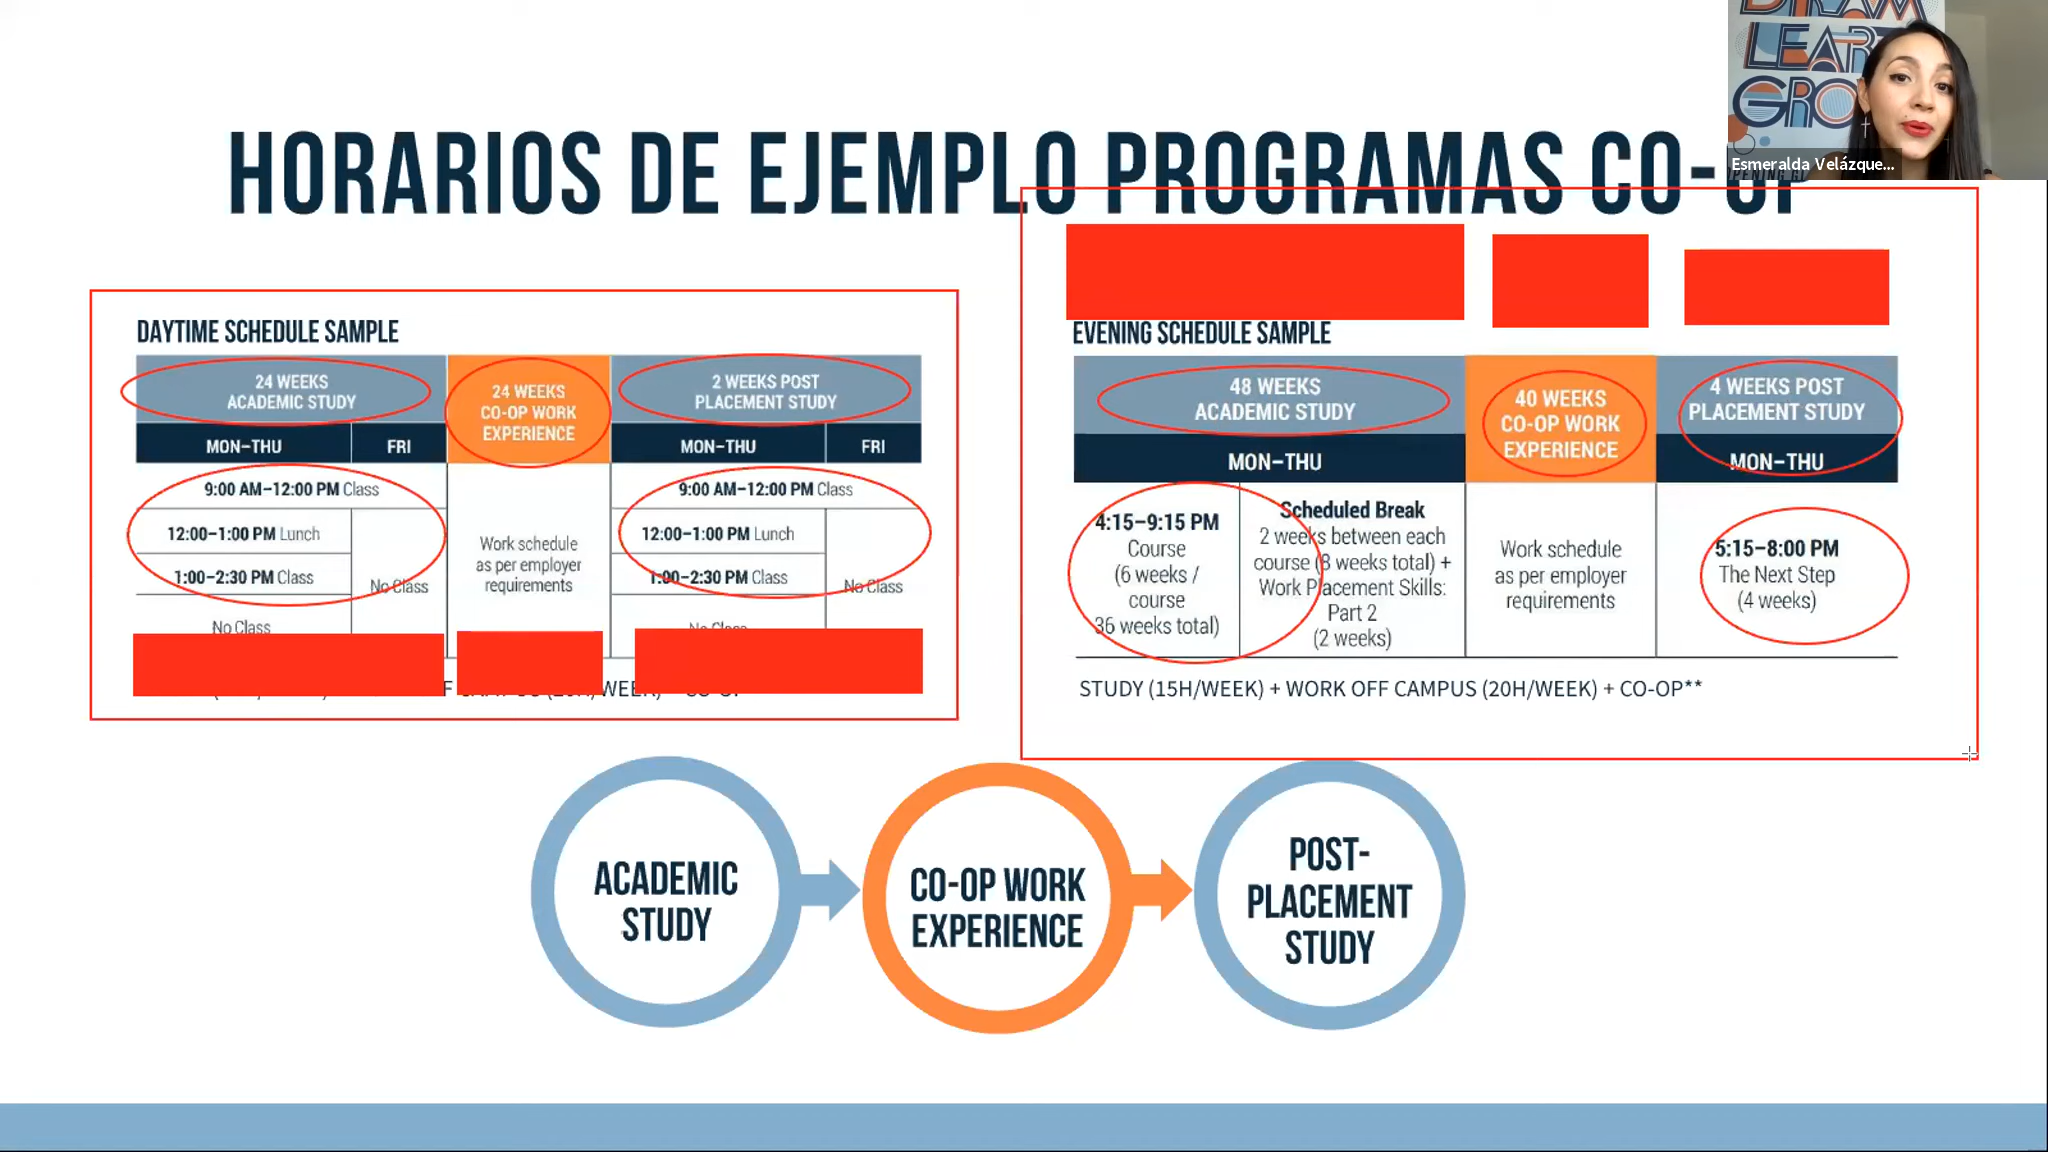 DREAM
LEARN
GROW
Esmeralda Velázque...
HORARIOS DE EJEMPLO PROGRAMAS CO-OP
DAYTIME SCHEDULE SAMPLE
24 WEEKS
ACADEMIC STUDY
24 WEEKS
CO-OP WORK
EXPERIENCE
2 WEEKS POST
PLACEMENT STUDY
MON–THU
FRI
MON–THU
FRI
9:00 AM–12:00 PM Class
12:00–1:00 PM Lunch
1:00–2:30 PM Class
No Class
No Class
Work schedule
as per employer
requirements
9:00 AM–12:00 PM Class
12:00–1:00 PM Lunch
1:00–2:30 PM Class
No Class
No Class
EVENING SCHEDULE SAMPLE
48 WEEKS
ACADEMIC STUDY
40 WEEKS
CO-OP WORK
EXPERIENCE
4 WEEKS POST
PLACEMENT STUDY
MON–THU
MON–THU
4:15–9:15 PM
Course
(6 weeks /
course
36 weeks total)
Scheduled Break
2 weeks between each
course (8 weeks total) +
Work Placement Skills:
Part 2
(2 weeks)
Work schedule
as per employer
requirements
5:15–8:00 PM
The Next Step
(4 weeks)
STUDY (15H/WEEK) + WORK OFF CAMPUS (20H/WEEK) + CO-OP**
ACADEMIC
STUDY
CO-OP WORK
EXPERIENCE
POST-
PLACEMENT
STUDY